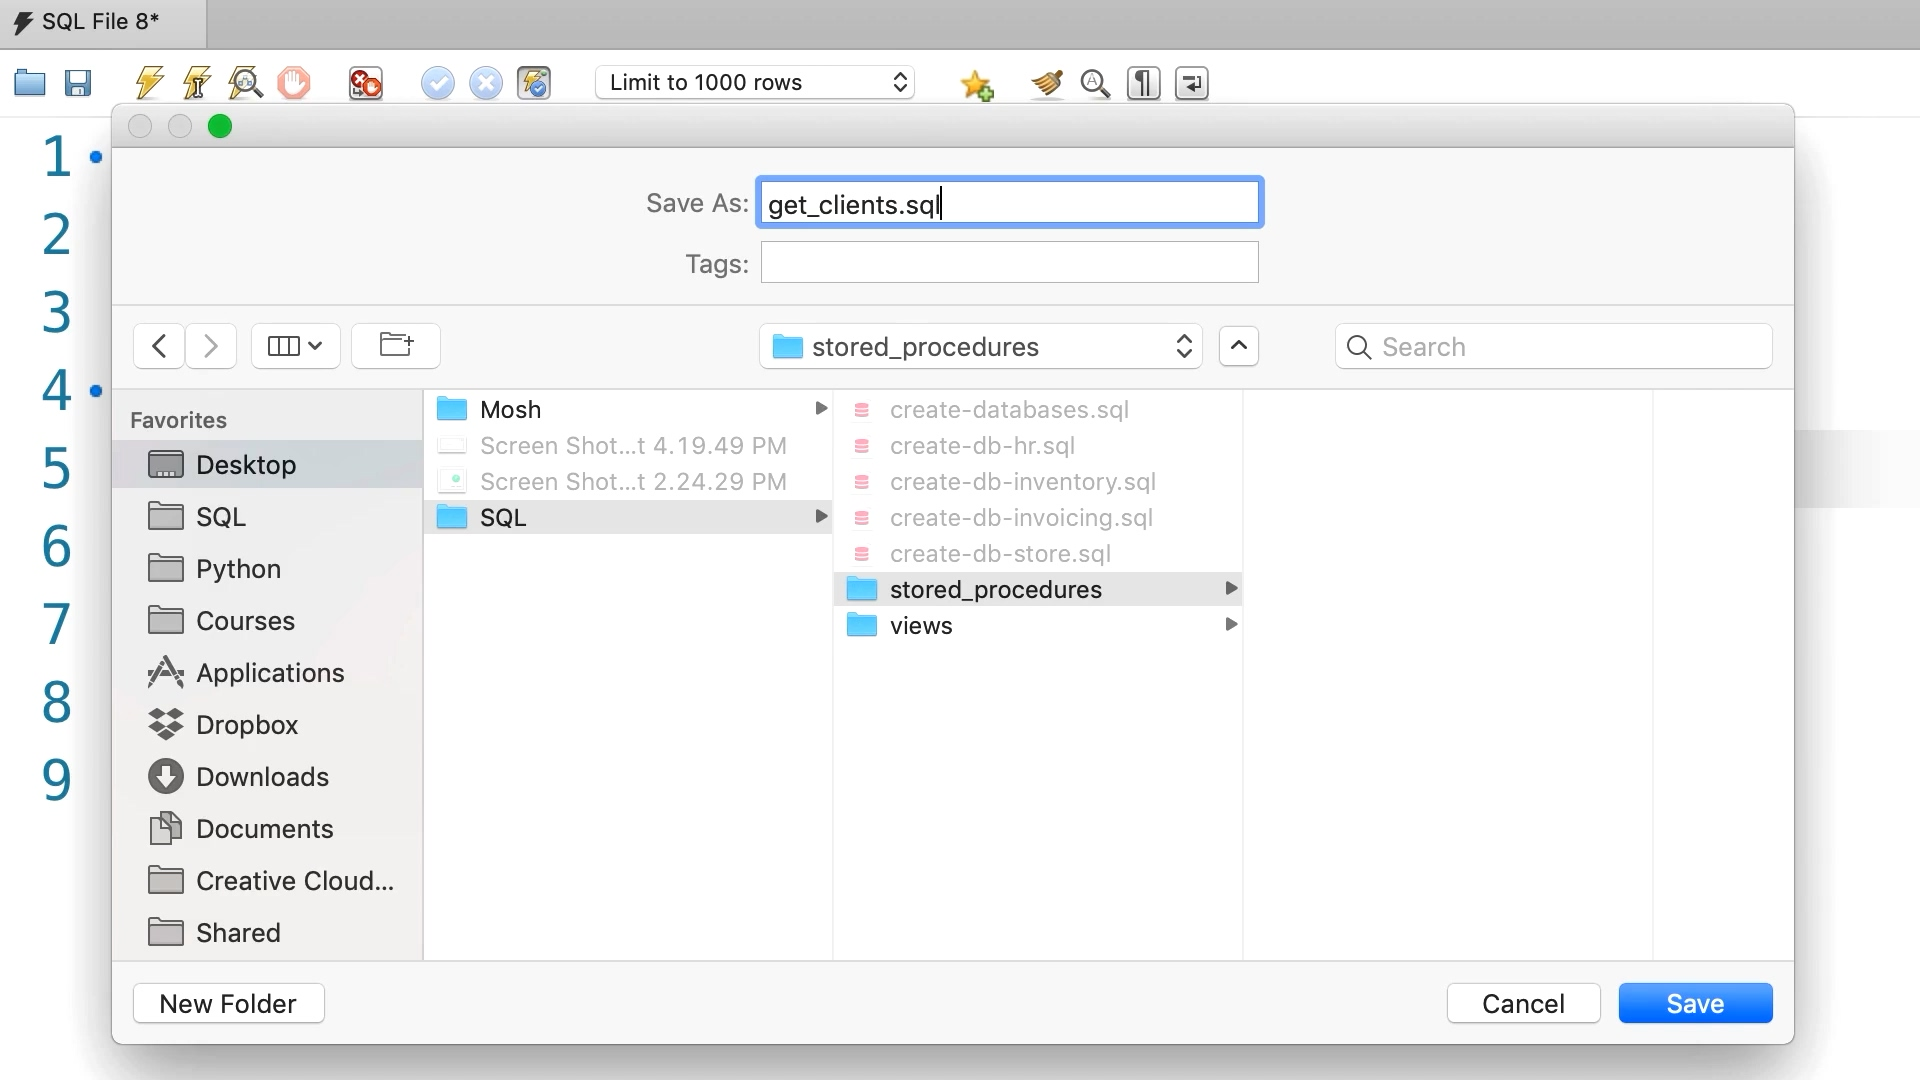 SQL File 8*
Limit to 1000 rows
1
2
3
4
5
6
7
8
9
Save As: get_clients.sql
Tags:
stored_procedures
Search
Favorites
Desktop
SQL
Python
Courses
Applications
Dropbox
Downloads
Documents
Creative Cloud...
Shared
Mosh
Screen Shot...t 4.19.49 PM
Screen Shot...t 2.24.29 PM
SQL
create-databases.sql
create-db-hr.sql
create-db-inventory.sql
create-db-invoicing.sql
create-db-store.sql
stored_procedures
views
New Folder
Cancel
Save